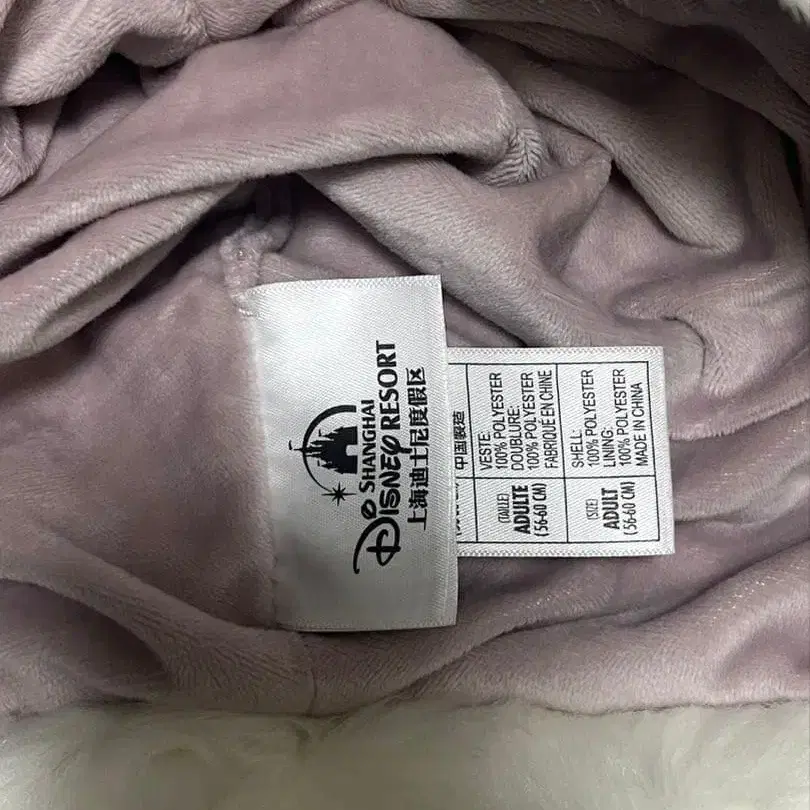 SHANGHAI
Disney RESORT
上海迪士尼度假区
中国製造
VESTE:
100% POLYESTER
DOUBLURE:
100% POLYESTER
FABRIQUÉ EN CHINE
(TAILLE)
ADULTE
(56-60 CM)
SHELL:
100% POLYESTER
LINING:
100% POLYESTER
MADE IN CHINA
(SIZE)
ADULT
(56-60 CM)